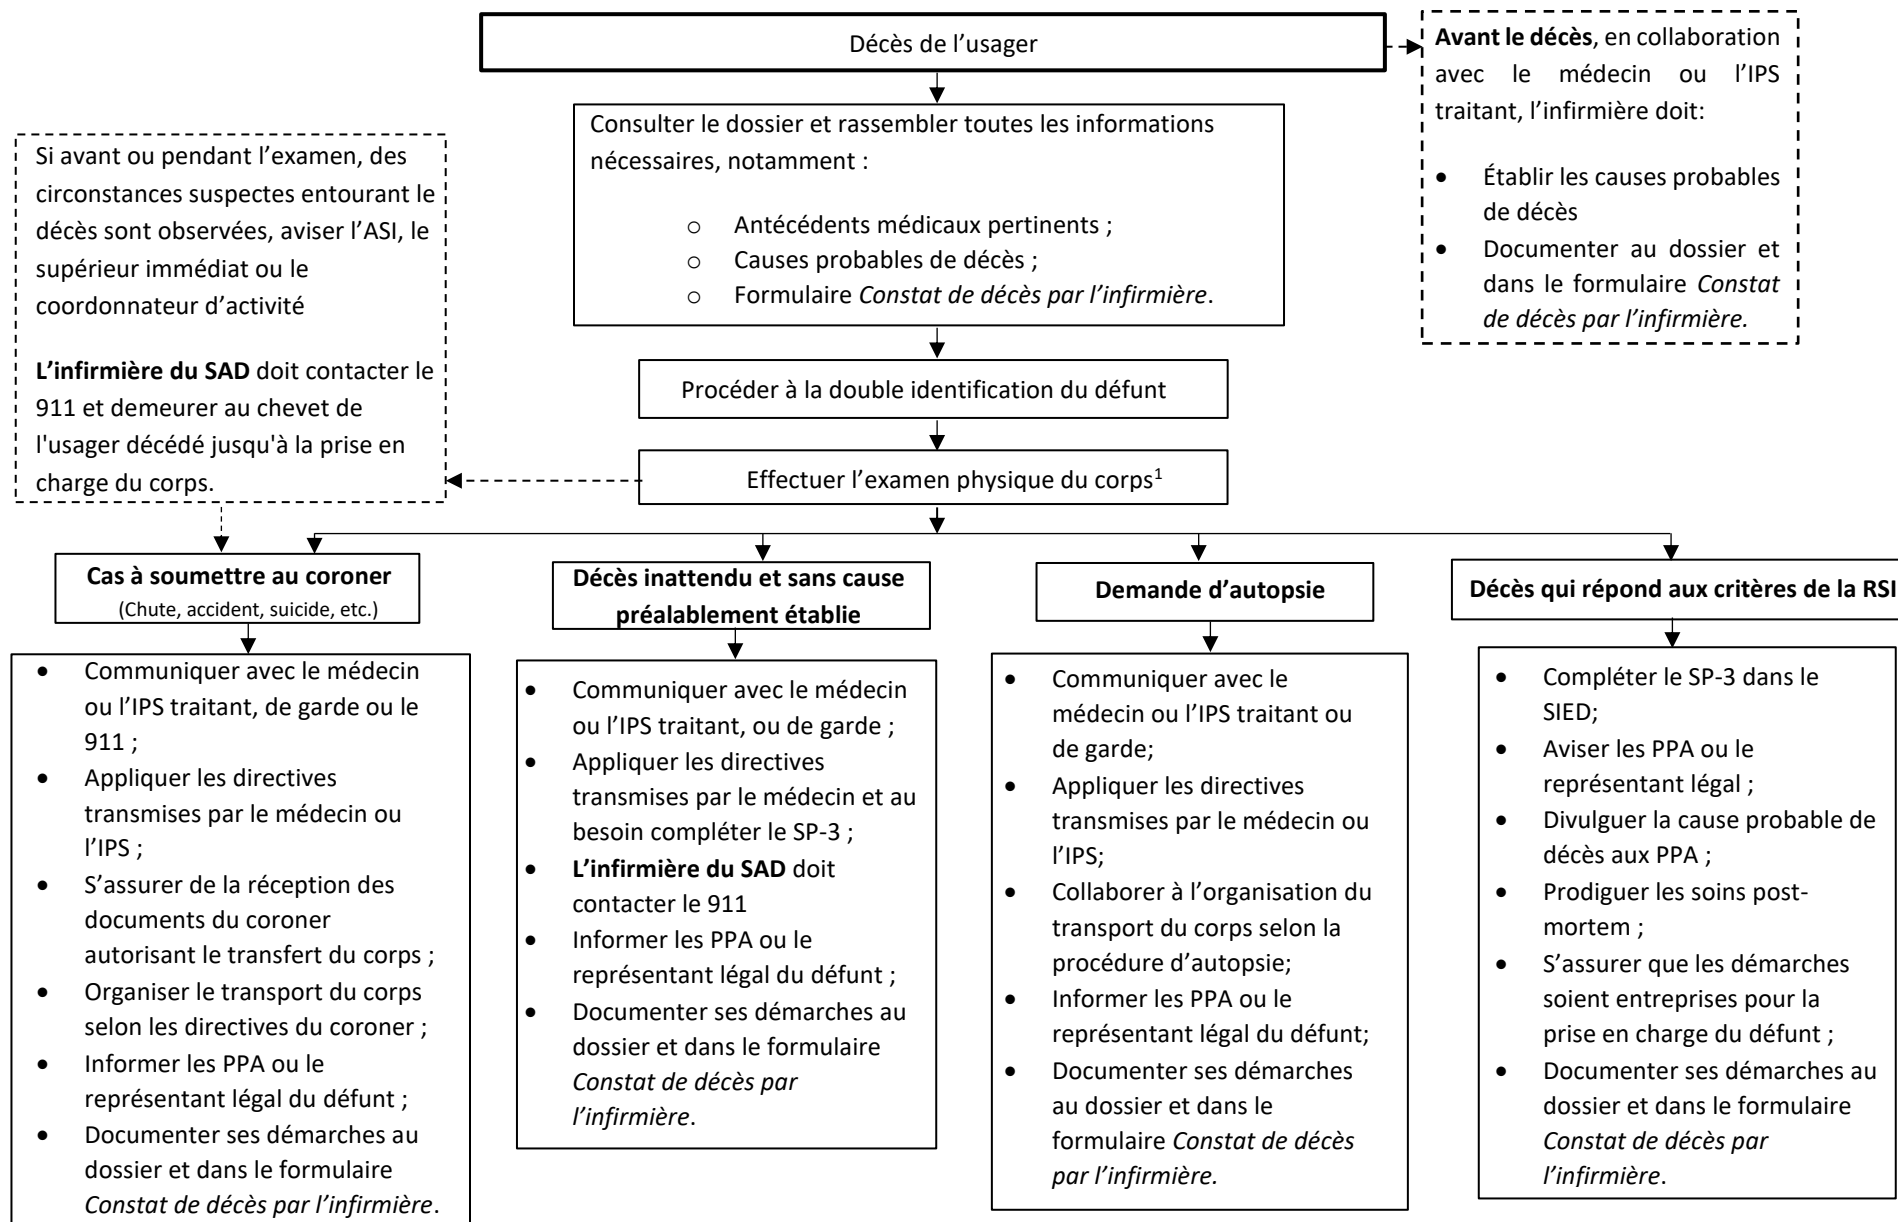 Décès de l’usager
Avant le décès, en collaboration
avec le médecin ou l’IPS
traitant, l’infirmière doit:
• Établir les causes probables
de décès
• Documenter au dossier et
dans le formulaire Constat
de décès par l’infirmière.
Consulter le dossier et rassembler toutes les informations
nécessaires, notamment :
o Antécédents médicaux pertinents ;
o Causes probables de décès ;
o Formulaire Constat de décès par l’infirmière.
Si avant ou pendant l’examen, des
circonstances suspectes entourant le
décès sont observées, aviser l’ASI, le
supérieur immédiat ou le
coordonnateur d’activité
L’infirmière du SAD doit contacter le
911 et demeurer au chevet de
l'usager décédé jusqu'à la prise en
charge du corps.
Procéder à la double identification du défunt
Effectuer l’examen physique du corps1
Cas à soumettre au coroner
(Chute, accident, suicide, etc.)
• Communiquer avec le médecin
ou l’IPS traitant, de garde ou le
911 ;
• Appliquer les directives
transmises par le médecin ou
l’IPS ;
• S’assurer de la réception des
documents du coroner
autorisant le transfert du corps ;
• Organiser le transport du corps
selon les directives du coroner ;
• Informer les PPA ou le
représentant légal du défunt ;
• Documenter ses démarches au
dossier et dans le formulaire
Constat de décès par l’infirmière.
Décès inattendu et sans cause
préalablement établie
• Communiquer avec le médecin
ou l’IPS traitant, ou de garde ;
• Appliquer les directives
transmises par le médecin et au
besoin compléter le SP-3 ;
• L’infirmière du SAD doit
contacter le 911
• Informer les PPA ou le
représentant légal du défunt ;
• Documenter ses démarches au
dossier et dans le formulaire
Constat de décès par
l’infirmière.
Demande d’autopsie
• Communiquer avec le
médecin ou l’IPS traitant ou
de garde;
• Appliquer les directives
transmises par le médecin ou
l’IPS;
• Collaborer à l’organisation du
transport du corps selon la
procédure d’autopsie;
• Informer les PPA ou le
représentant légal du défunt;
• Documenter ses démarches
au dossier et dans le
formulaire Constat de décès
par l’infirmière.
Décès qui répond aux critères de la RSI
• Compléter le SP-3 dans le
SIED;
• Aviser les PPA ou le
représentant légal ;
• Divulguer la cause probable de
décès aux PPA ;
• Prodiguer les soins post-
mortem ;
• S’assurer que les démarches
soient entreprises pour la
prise en charge du défunt ;
• Documenter ses démarches au
dossier et dans le formulaire
Constat de décès par
l’infirmière.